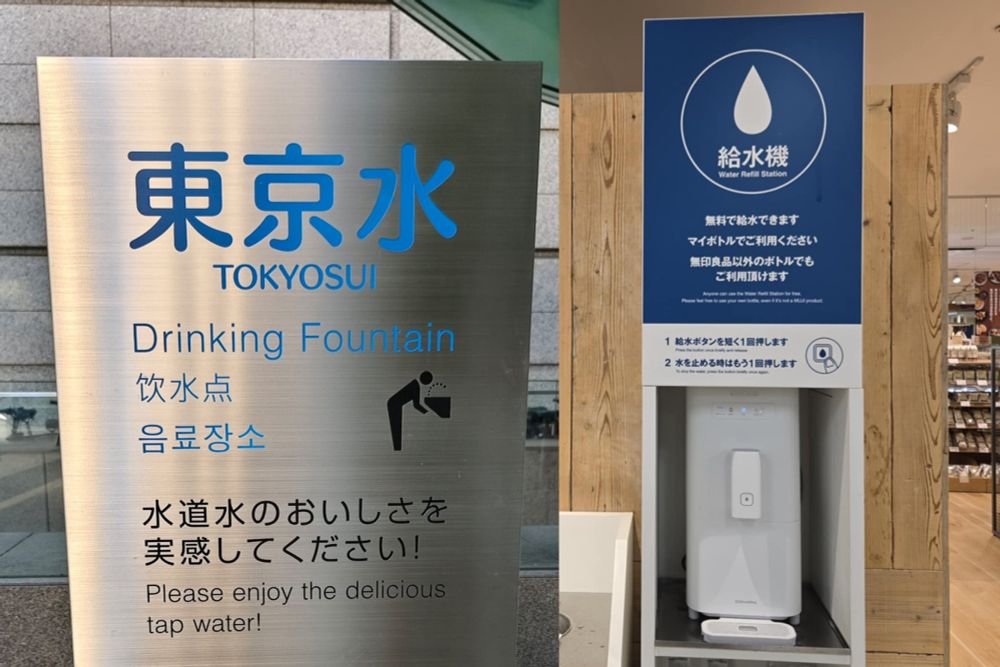 東京水
TOKYOSUI
Drinking Fountain
饮水点
음료장소
水道水のおいしさを
実感してください!
Please enjoy the delicious
tap water!
給水機
Water Refill Station
無料で給水できます
マイボトルでご利用ください
無印良品以外のボトルでも
ご利用頂けます
Anyone can use the Water Refill Station for free.
Please feel free to use your own bottle, even if it's not a MUJI product.
1 給水ボタンを短く1回押します
Press the button once briefly and release.
2 水を止める時はもう1回押します
To stop the water, press the button briefly once again.